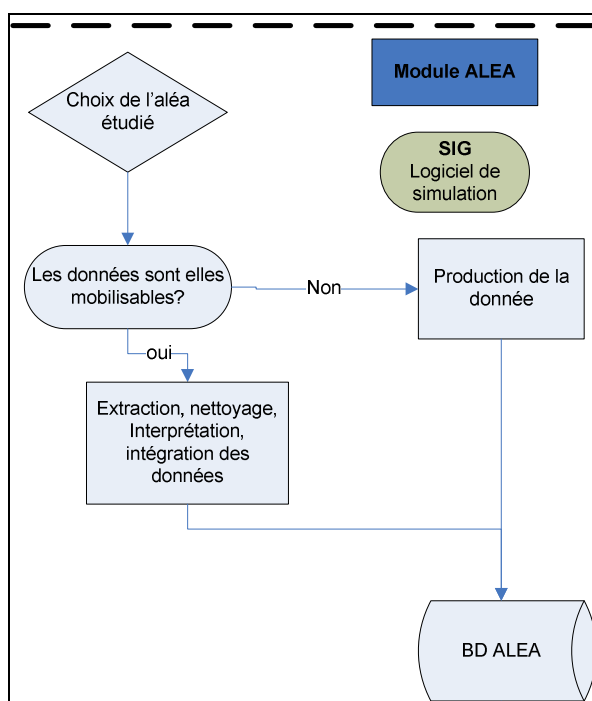 Module ALEA
Choix de l'aléa
étudié
SIG
Logiciel de
simulation
Les données sont elles
mobilisables?
Non
Production de la
donnée
oui
Extraction, nettoyage,
Interprétation,
intégration des
données
BD ALEA